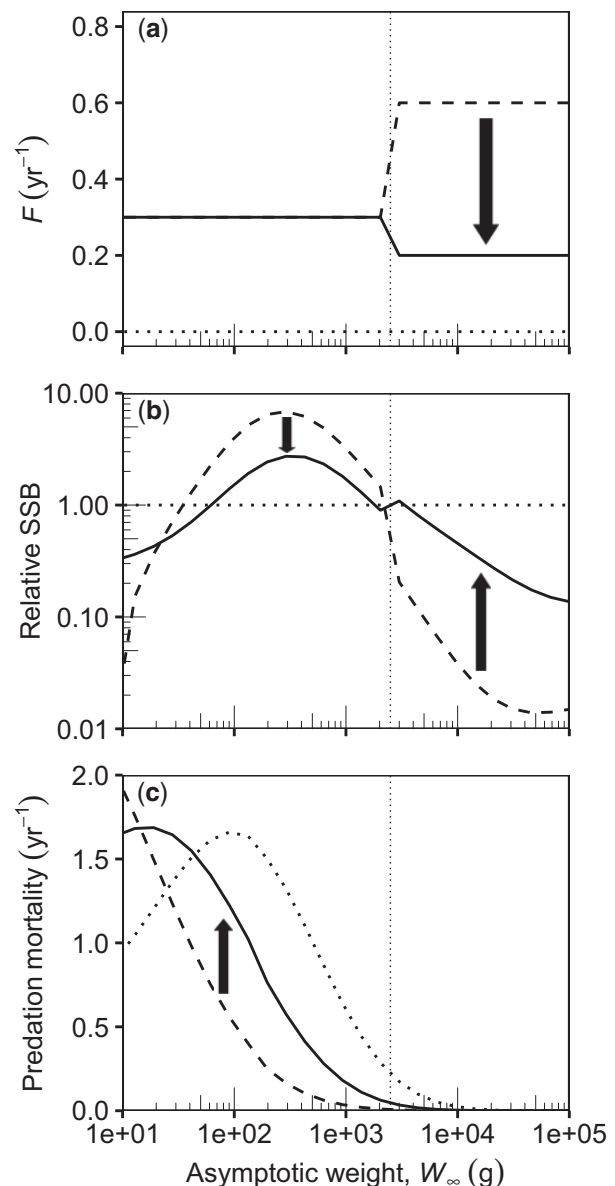 (a)
F (yr⁻¹)
0.8
0.6
0.4
0.2
0.0
(b)
Relative SSB
10.00
1.00
0.10
0.01
(c)
Predation mortality (yr⁻¹)
2.0
1.5
1.0
0.5
0.0
1e+01 1e+02 1e+03 1e+04 1e+05
Asymptotic weight, W∞ (g)